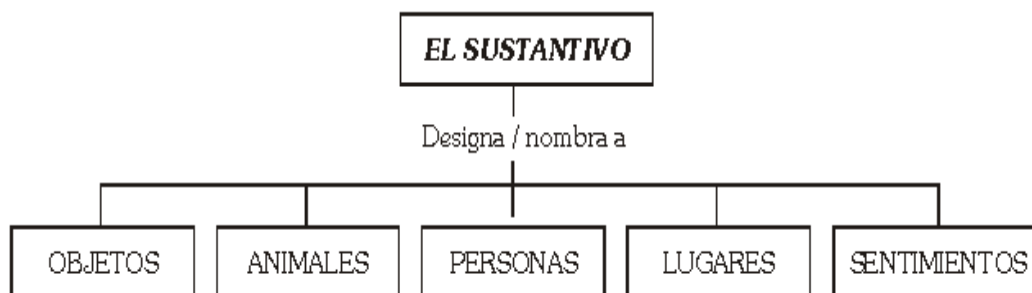 EL SUSTANTIVO
Designa / nombra a
OBJETOS ANIMALES PERSONAS LUGARES SENTIMIENTOS